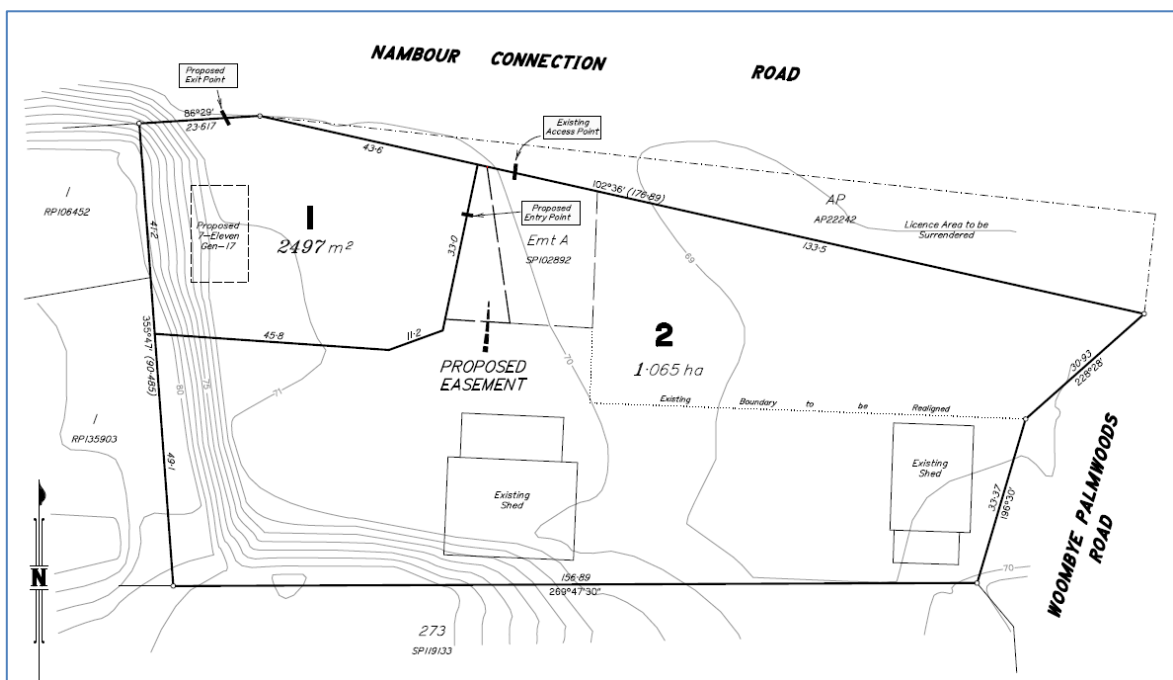 NAMBOUR CONNECTION ROAD
Proposed
Exit Point
86°29'
23·617
Existing
Access Point
43·6
102°36' (176·89)
AP
AP22242
Licence Area to be
Surrendered
133·5
1
RP106452
41·2
Proposed
7-Eleven
Gen-17
1
2497 m²
33·0
Proposed
Entry Point
Emt A
SP102892
69
2
1·065 ha
70
11·2
45·8
355°47' (90·485)
80
75
71
PROPOSED
EASEMENT
30·93
228°28'
Existing Boundary to be Realigned
1
RP135903
49·1
Existing
Shed
Existing
Shed
33·37
196°30'
WOOMBYE PALMWOODS
ROAD
N
70
156·89
269°47'30"
273
SP119133